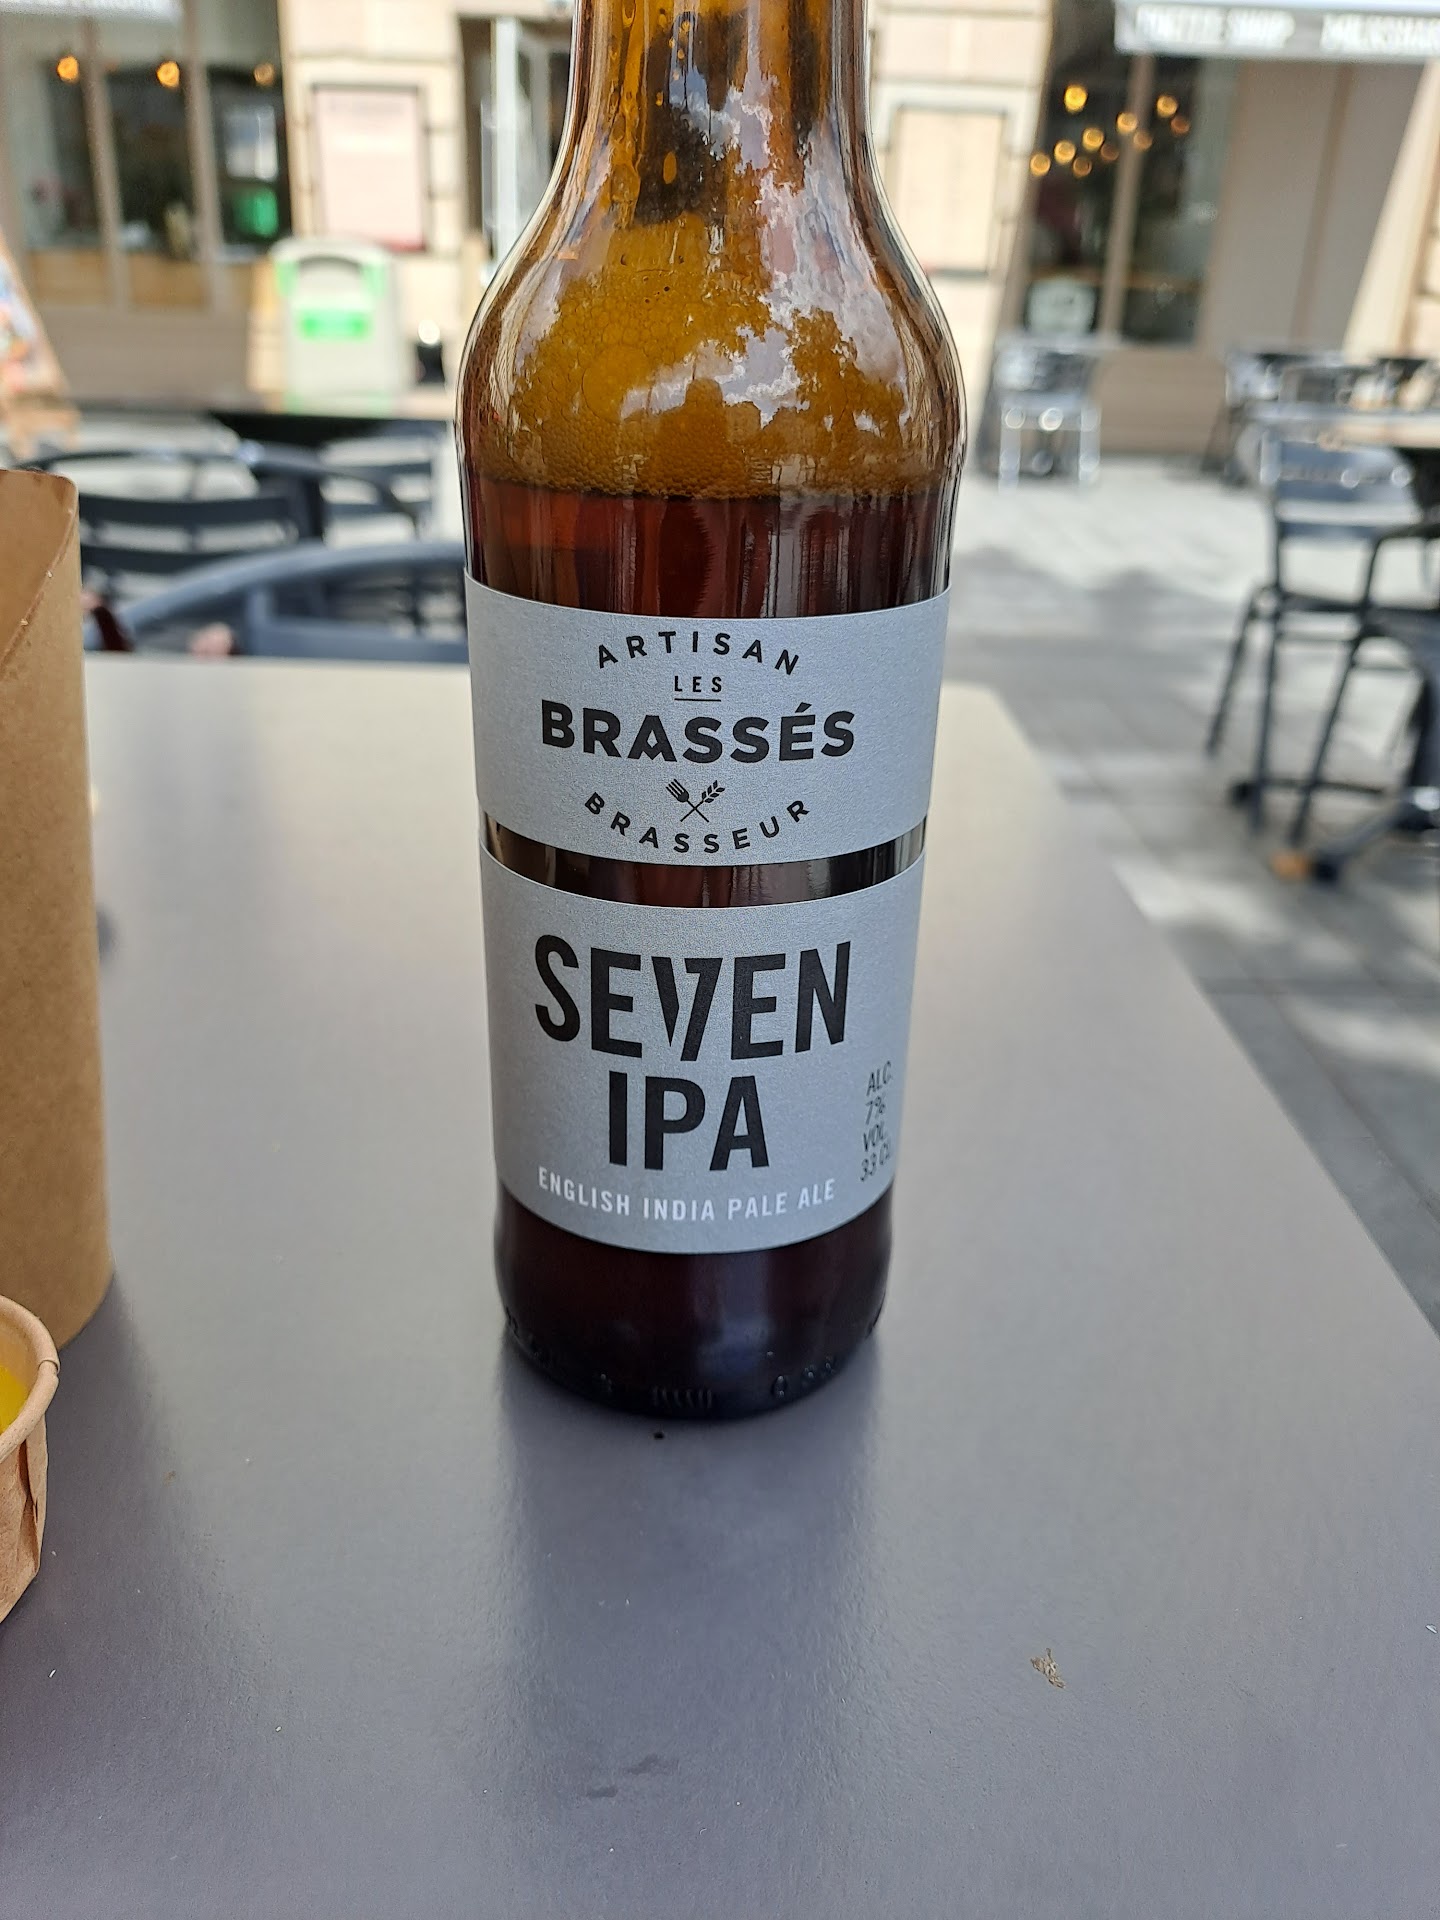 ARTISAN
LES
BRASSÉS
BRASSEUR
SEVEN
IPA
ALC.
7%
VOL.
33 CL
ENGLISH INDIA PALE ALE